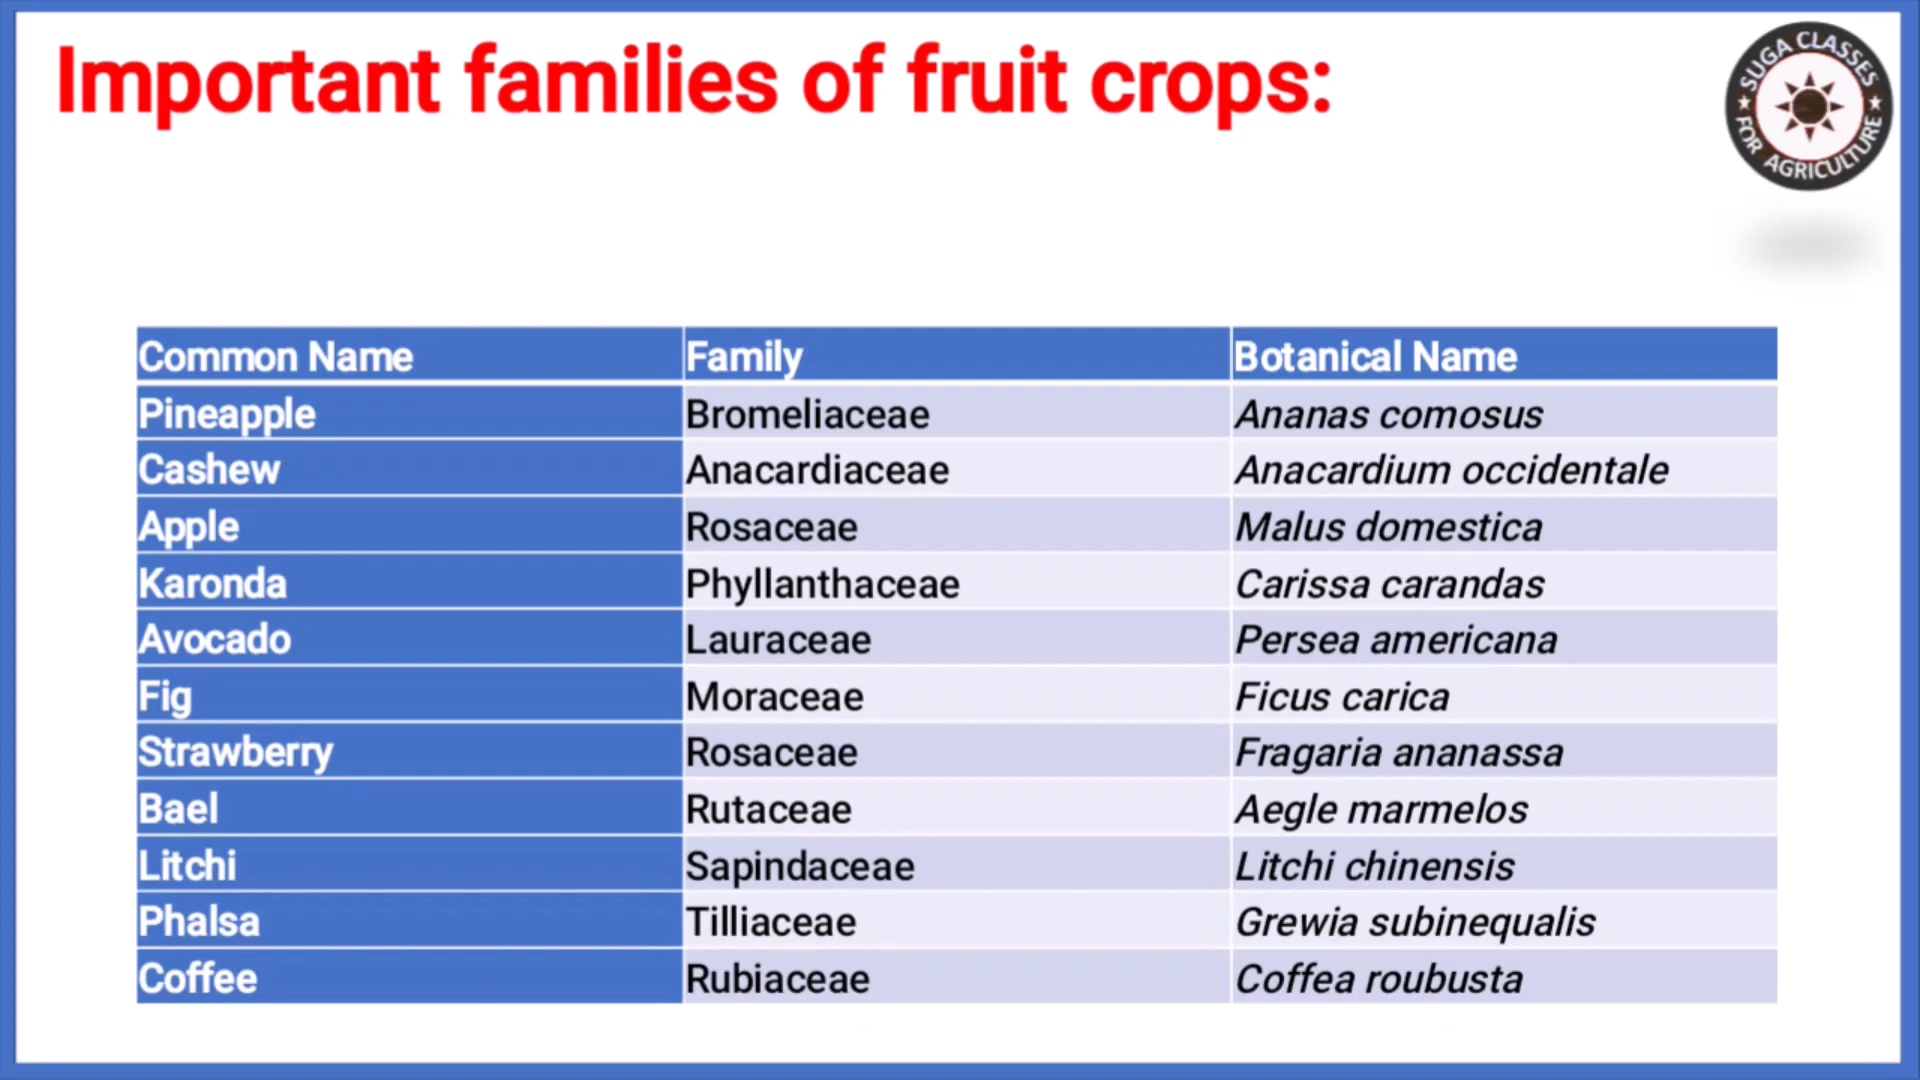 Important families of fruit crops:
SUGA CLASSES
FOR AGRICULTURE
Common Name Family Botanical Name
Pineapple Bromeliaceae Ananas comosus
Cashew Anacardiaceae Anacardium occidentale
Apple Rosaceae Malus domestica
Karonda Phyllanthaceae Carissa carandas
Avocado Lauraceae Persea americana
Fig Moraceae Ficus carica
Strawberry Rosaceae Fragaria ananassa
Bael Rutaceae Aegle marmelos
Litchi Sapindaceae Litchi chinensis
Phalsa Tilliaceae Grewia subinequalis
Coffee Rubiaceae Coffea roubusta